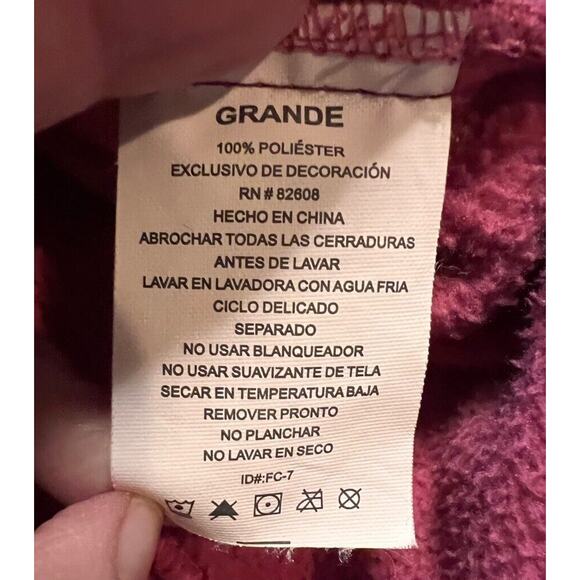 GRANDE
100% POLIÉSTER
EXCLUSIVO DE DECORACIÓN
RN # 82608
HECHO EN CHINA
ABROCHAR TODAS LAS CERRADURAS
ANTES DE LAVAR
LAVAR EN LAVADORA CON AGUA FRIA
CICLO DELICADO
SEPARADO
NO USAR BLANQUEADOR
NO USAR SUAVIZANTE DE TELA
SECAR EN TEMPERATURA BAJA
REMOVER PRONTO
NO PLANCHAR
NO LAVAR EN SECO
ID#:FC-7